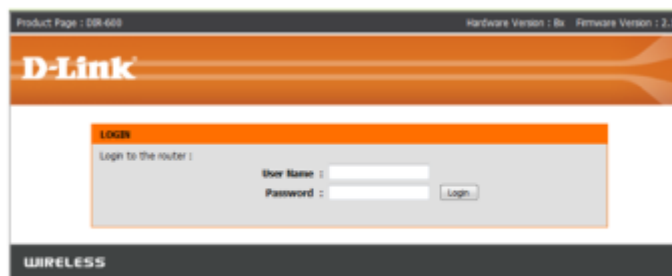 Product Page : DIR-600 Hardware Version : Bx Firmware Version : 2.
D-Link
LOGIN
Login to the router :
User Name :
Password : Login
WIRELESS